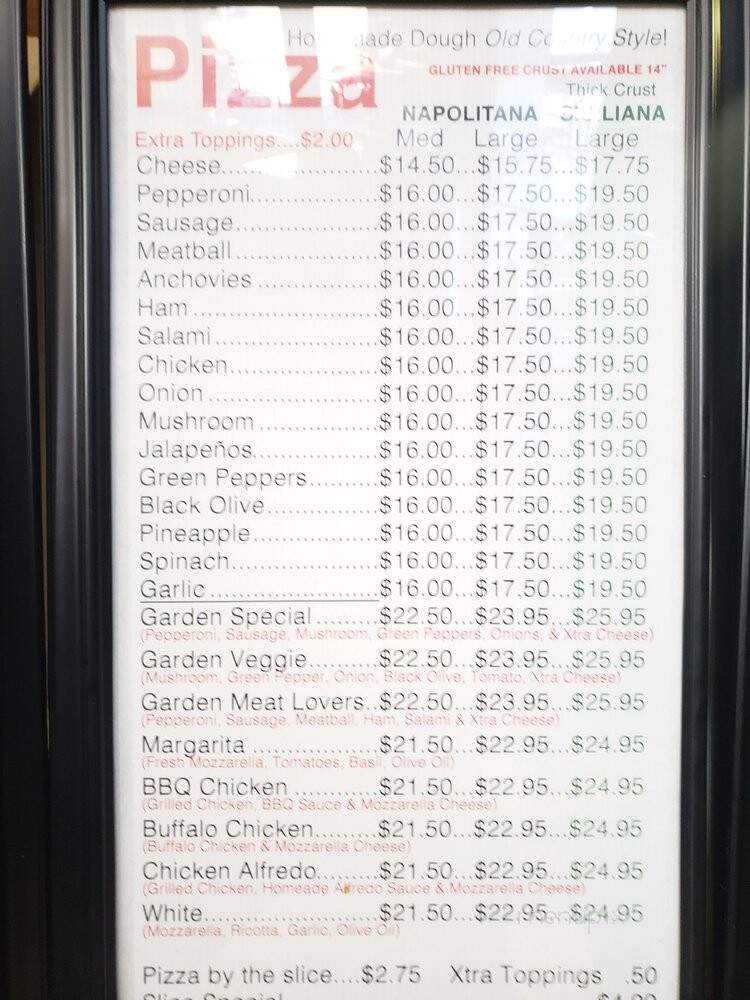 Pizza
Dough Old Country Style!
GLUTEN FREE CRUST AVAILABLE 14"
Thick Crust
NAPOLITANA
Extra Toppings....$2.00 Med Large Large
Cheese......................$14.50...$15.75...$17.75
Pepperoni..................$16.00...$17.50...$19.50
Sausage....................$16.00...$17.50...$19.50
Meatball.....................$16.00...$17.50...$19.50
Anchovies .................$16.00...$17.50...$19.50
Ham ..........................$16.00...$17.50...$19.50
Salami.......................$16.00...$17.50...$19.50
Chicken.....................$16.00...$17.50...$19.50
Onion ........................$16.00...$17.50...$19.50
Mushroom .................$16.00...$17.50...$19.50
Jalapeños..................$16.00...$17.50...$19.50
Green Peppers..........$16.00...$17.50...$19.50
Black Olive................$16.00...$17.50...$19.50
Pineapple..................$16.00...$17.50...$19.50
Spinach.....................$16.00...$17.50...$19.50
Garlic ........................$16.00...$17.50...$19.50
Garden Special .........$22.50...$23.95...$25.95
(Pepperoni, Sausage, Mushroom, Green Peppers, Onions, & Xtra Cheese)
Garden Veggie..........$22.50...$23.95...$25.95
(Mushroom, Green Pepper, Onion, Black Olive, Tomato, Xtra Cheese)
Garden Meat Lovers..$22.50...$23.95...$25.95
(Pepperoni, Sausage, Meatball, Ham, Salami & Xtra Cheese)
Margarita ..................$21.50...$22.95...$24.95
(Fresh Mozzarella, Tomatoes, Basil, Olive Oil)
BBQ Chicken ............$21.50...$22.95...$24.95
(Grilled Chicken, BBQ Sauce & Mozzarella Cheese)
Buffalo Chicken.........$21.50...$22.95...$24.95
(Buffalo Chicken & Mozzarella Cheese)
Chicken Alfredo.........$21.50...$22.95...$24.95
(Grilled Chicken, Homeade Alfredo Sauce & Mozzarella Cheese)
White.........................$21.50...$22.95...$24.95
(Mozzarella, Ricotta, Garlic, Olive Oil)
Pizza by the slice....$2.75 Xtra Toppings .50